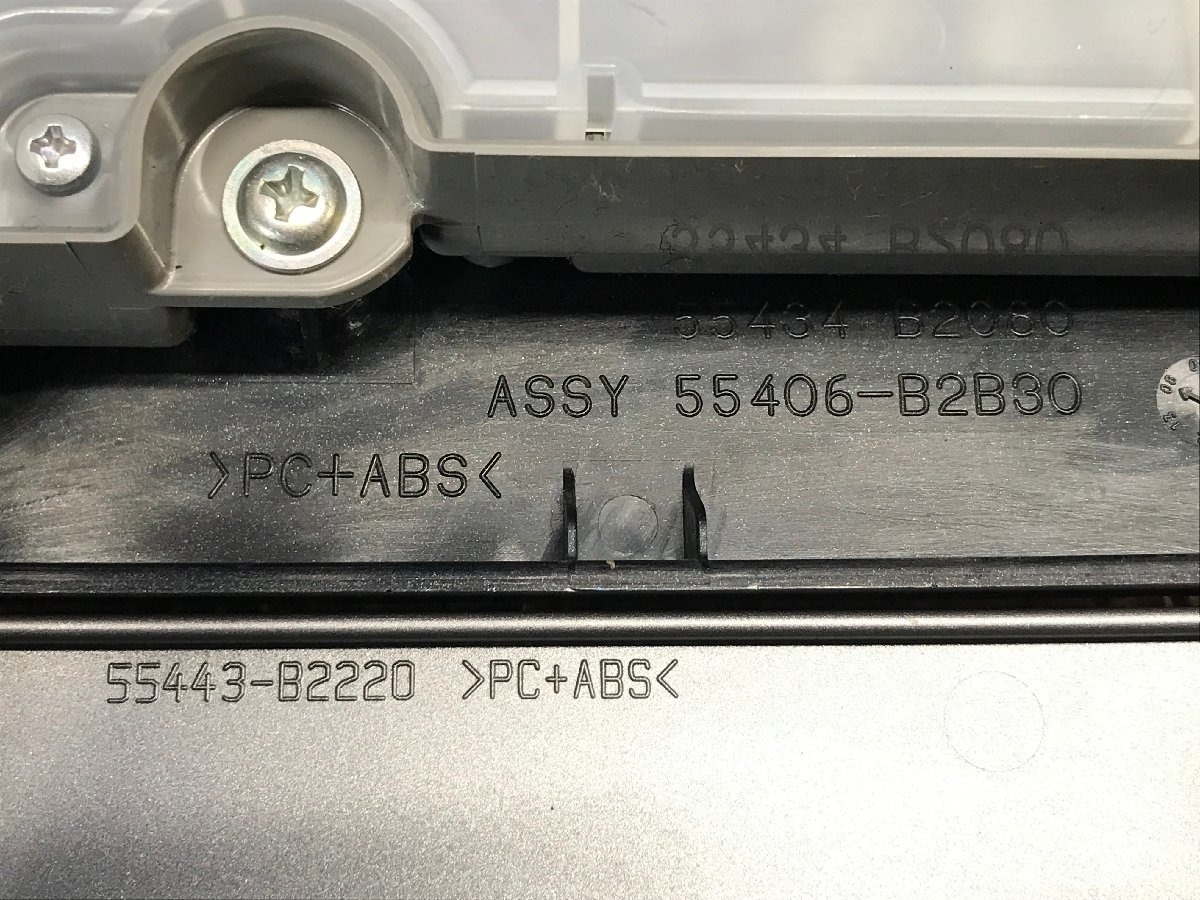 55434 B2080
ASSY 55406-B2B30
>PC+ABS<
55443-B2220 >PC+ABS<